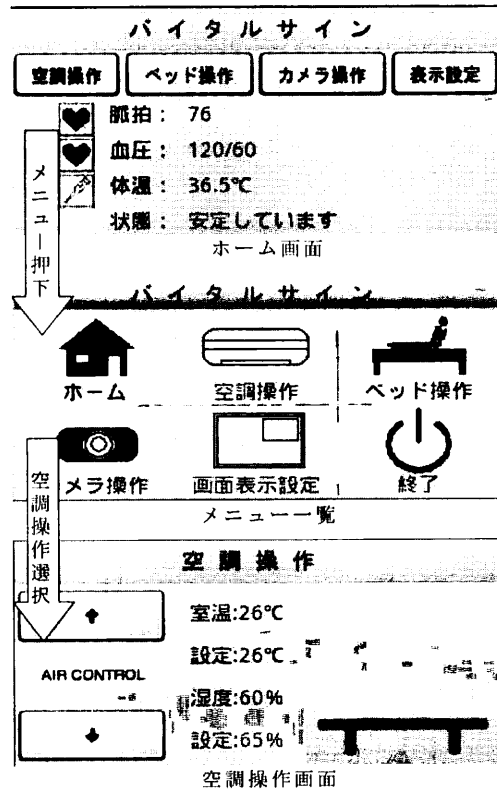 バイタルサイン
空調操作 ベッド操作 カメラ操作 表示設定
脈拍： 76
血圧： 120/60
体温： 36.5℃
状態： 安定しています
ホーム画面
メニュー押下
バイタルサイン
ホーム 空調操作 ベッド操作
メラ操作 画面表示設定 終了
メニュー一覧
空調操作選択
空調操作
室温:26℃
設定:26℃
AIR CONTROL
湿度:60%
設定:65%
空調操作画面